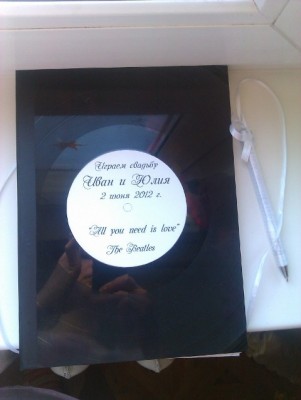 Играем свадьбу
Иван и Юлия
2 июня 2012 г.
"All you need is love"
The Beatles